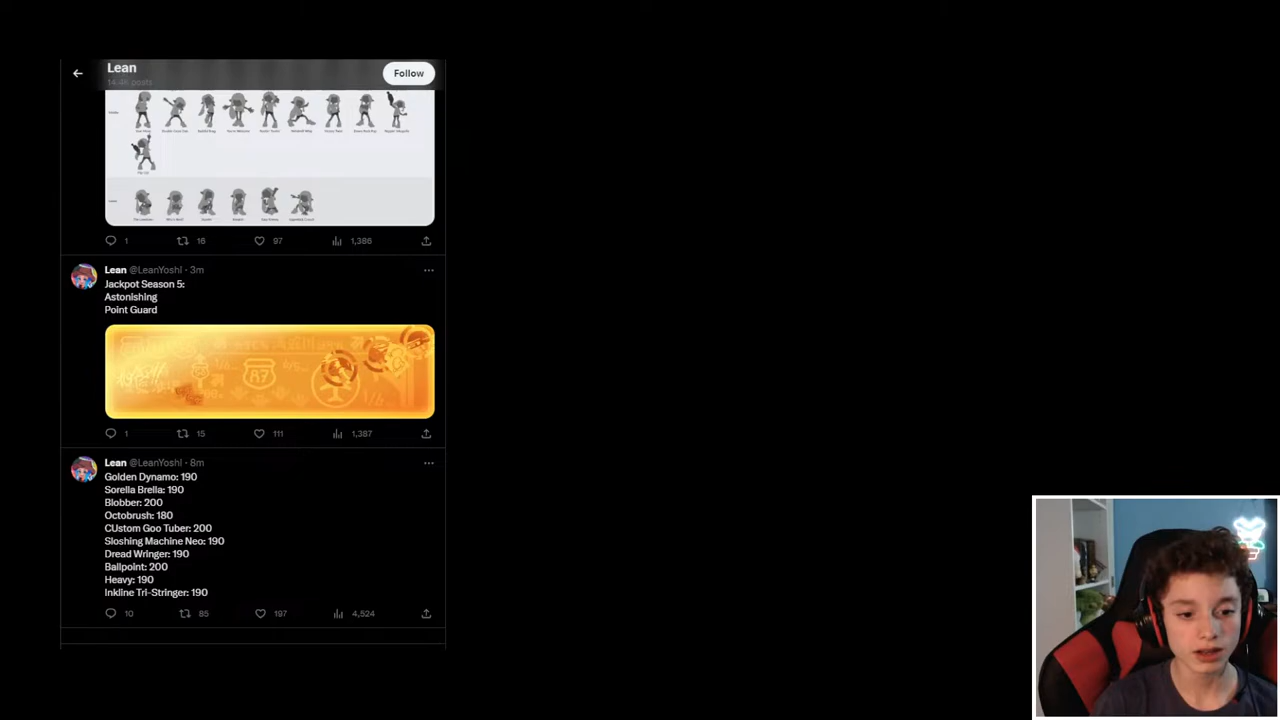 Lean
Follow
1
16
97
1,386
Lean @LeanYoshi · 3m
Jackpot Season 5:
Astonishing
Point Guard
1
15
111
1,387
Lean @LeanYoshi · 8m
Golden Dynamo: 190
Sorella Brella: 190
Blobber: 200
Octobrush: 180
CUstom Goo Tuber: 200
Sloshing Machine Neo: 190
Dread Wringer: 190
Ballpoint: 200
Heavy: 190
Inkline Tri-Stringer: 190
10
85
197
4,524